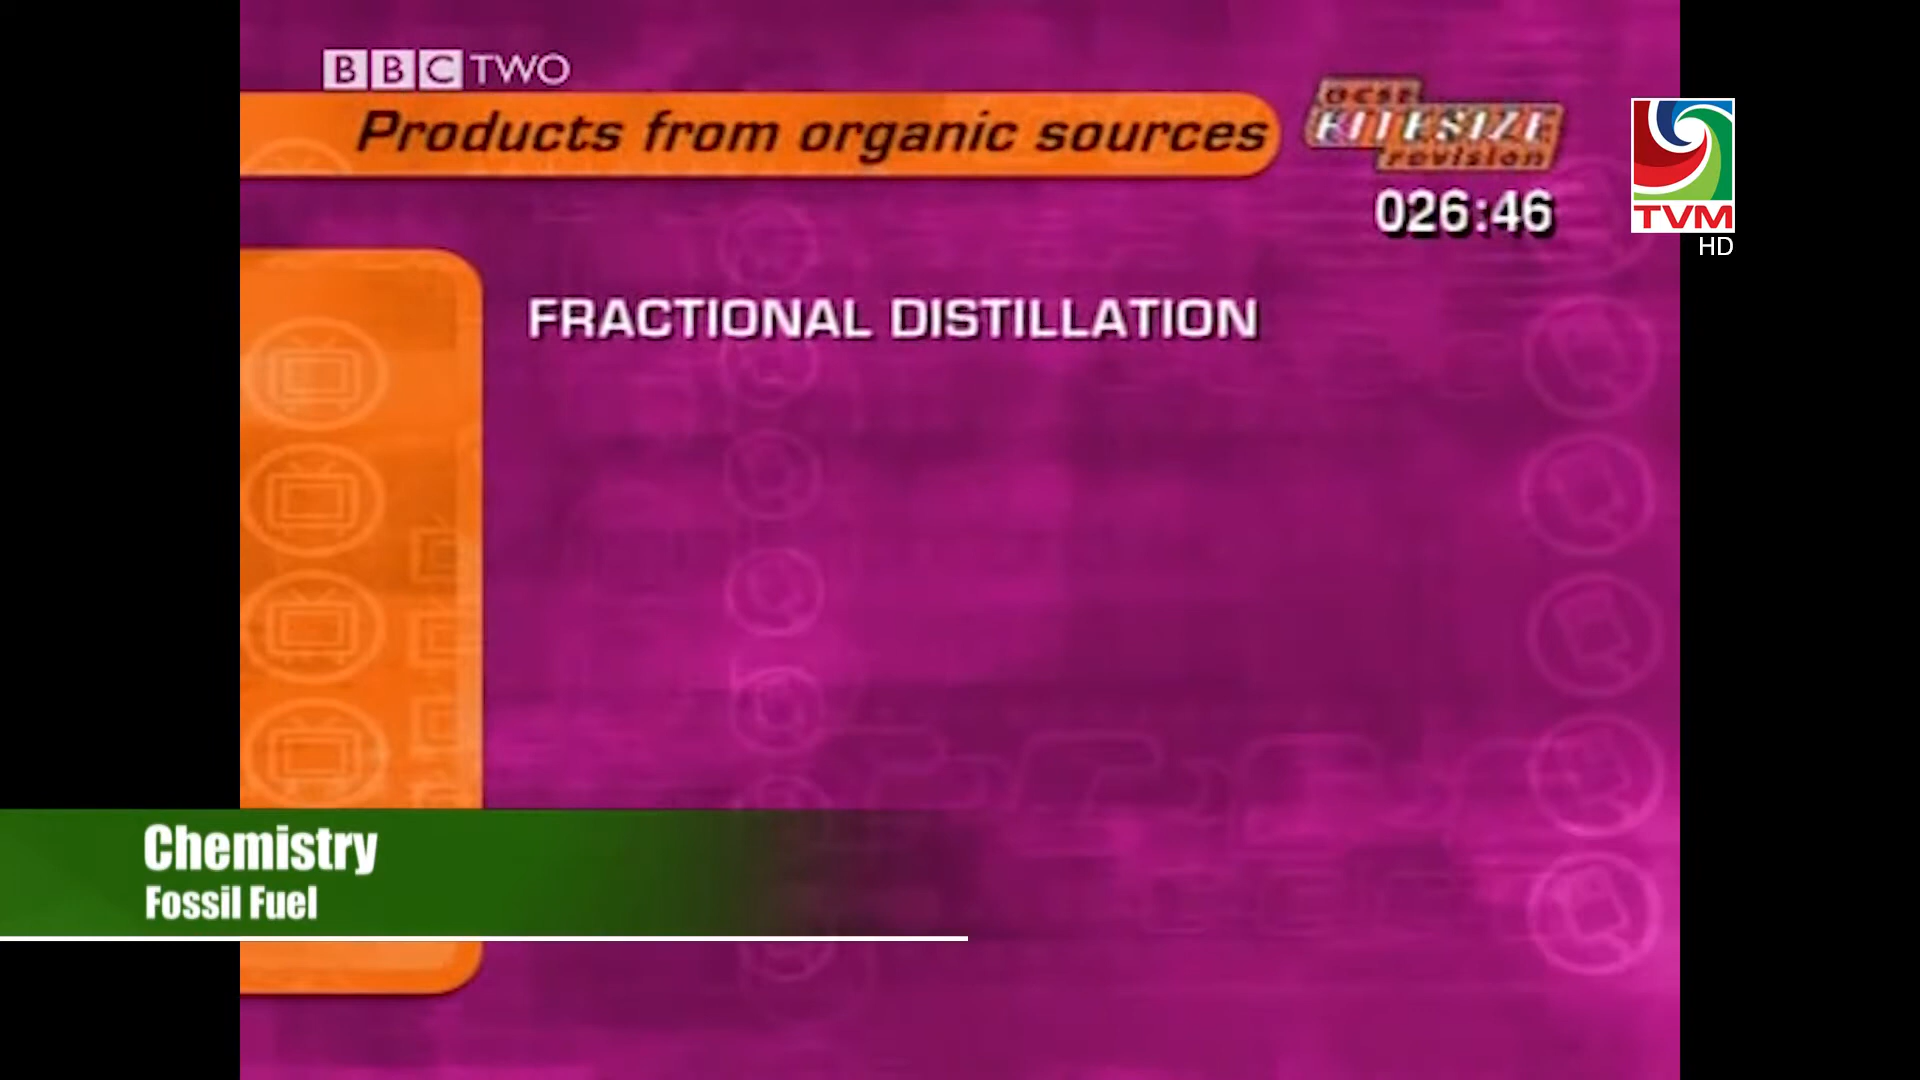 BBC TWO
Products from organic sources
GCSE
BITESIZE
revision
026:46
TVM
HD
FRACTIONAL DISTILLATION
Chemistry
Fossil Fuel